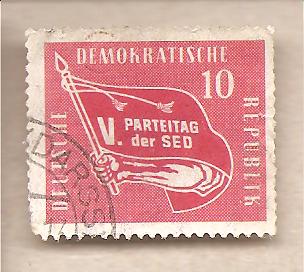 DEUTSCHE
DEMOKRATISCHE
REPUBLIK
10
V. PARTEITAG
der SED